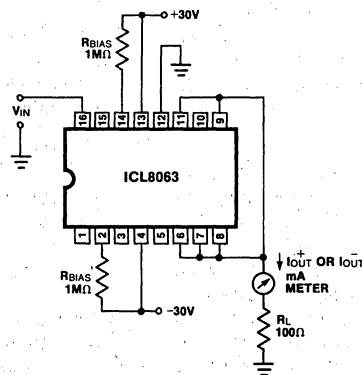 +30V
RBIAS
1MΩ
VIN
16 15 14 13 12 11 10 9
ICL8063
1 2 3 4 5 6 7 8
RBIAS
1MΩ
-30V
I+OUT OR I-OUT
mA
METER
RL
100Ω